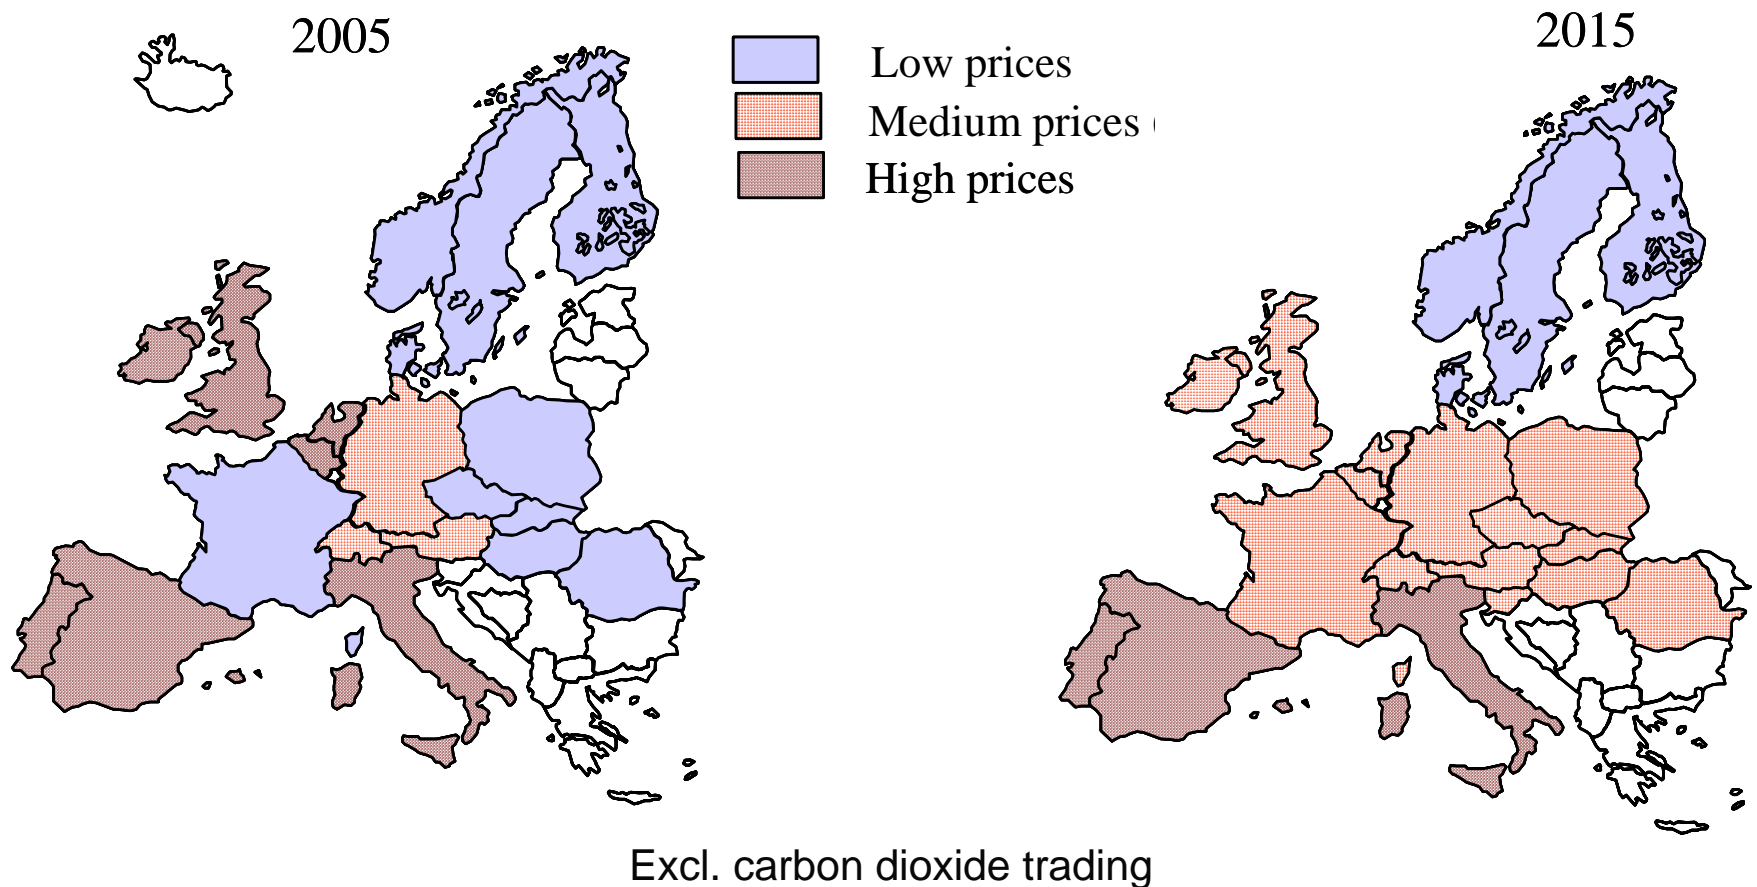 2005
2015
Low prices
Medium prices (
High prices
Excl. carbon dioxide trading